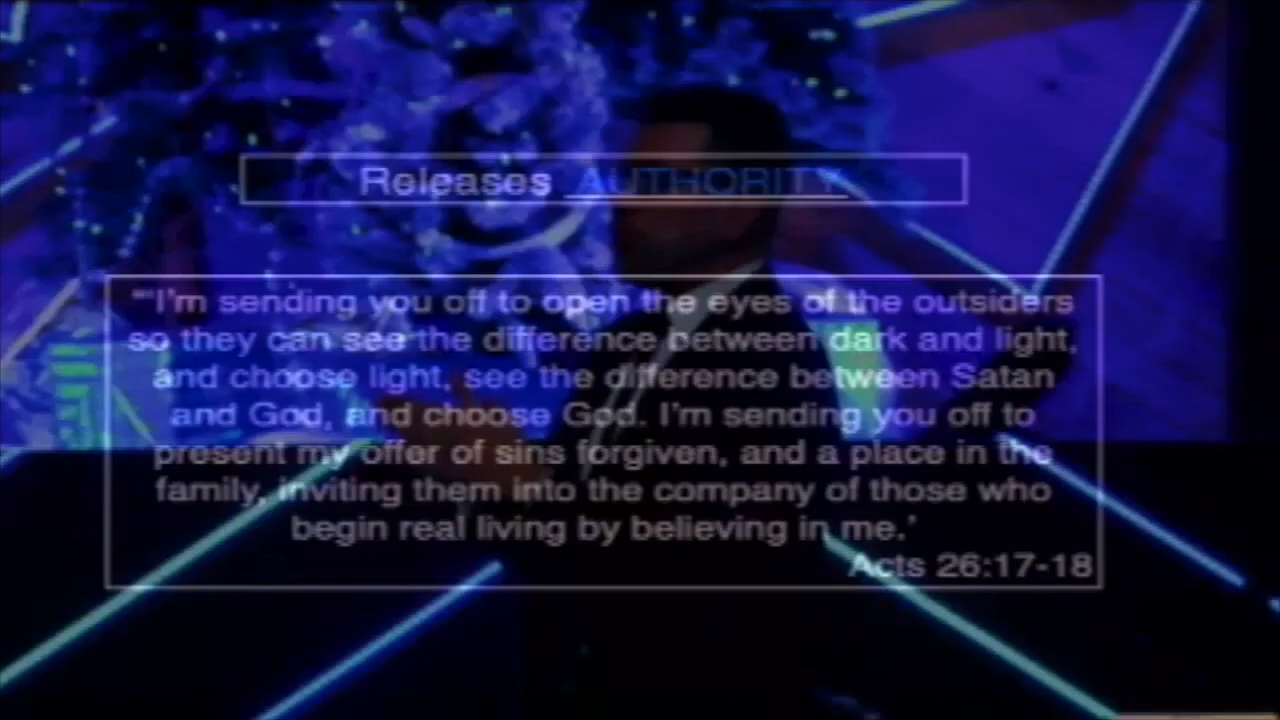 Releases AUTHORITY
"'I'm sending you off to open the eyes of the outsiders
so they can see the difference between dark and light,
and choose light, see the difference between Satan
and God, and choose God. I'm sending you off to
present my offer of sins forgiven, and a place in the
family, inviting them into the company of those who
begin real living by believing in me.'
Acts 26:17-18